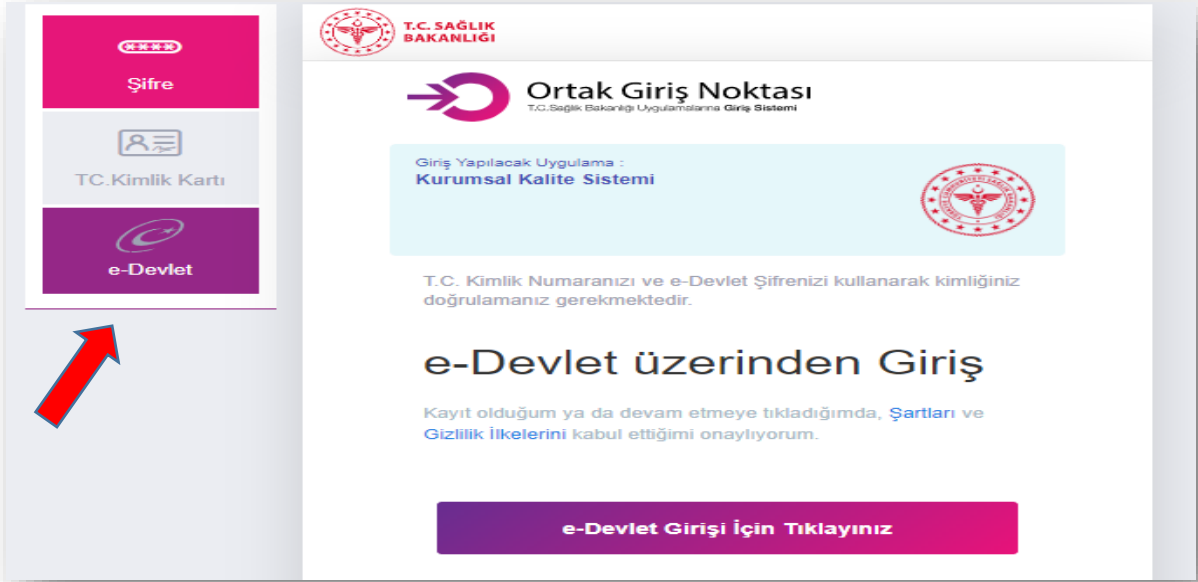 Şifre
TC.Kimlik Kartı
e-Devlet
T.C. SAĞLIK
BAKANLIĞI
Ortak Giriş Noktası
T.C.Sağlık Bakanlığı Uygulamalarına Giriş Sistemi
Giriş Yapılacak Uygulama :
Kurumsal Kalite Sistemi
T.C. Kimlik Numaranızı ve e-Devlet Şifrenizi kullanarak kimliğiniz
doğrulamanız gerekmektedir.
e-Devlet üzerinden Giriş
Kayıt olduğum ya da devam etmeye tıkladığımda, Şartları ve
Gizlilik İlkelerini kabul ettiğimi onaylıyorum.
e-Devlet Girişi İçin Tıklayınız